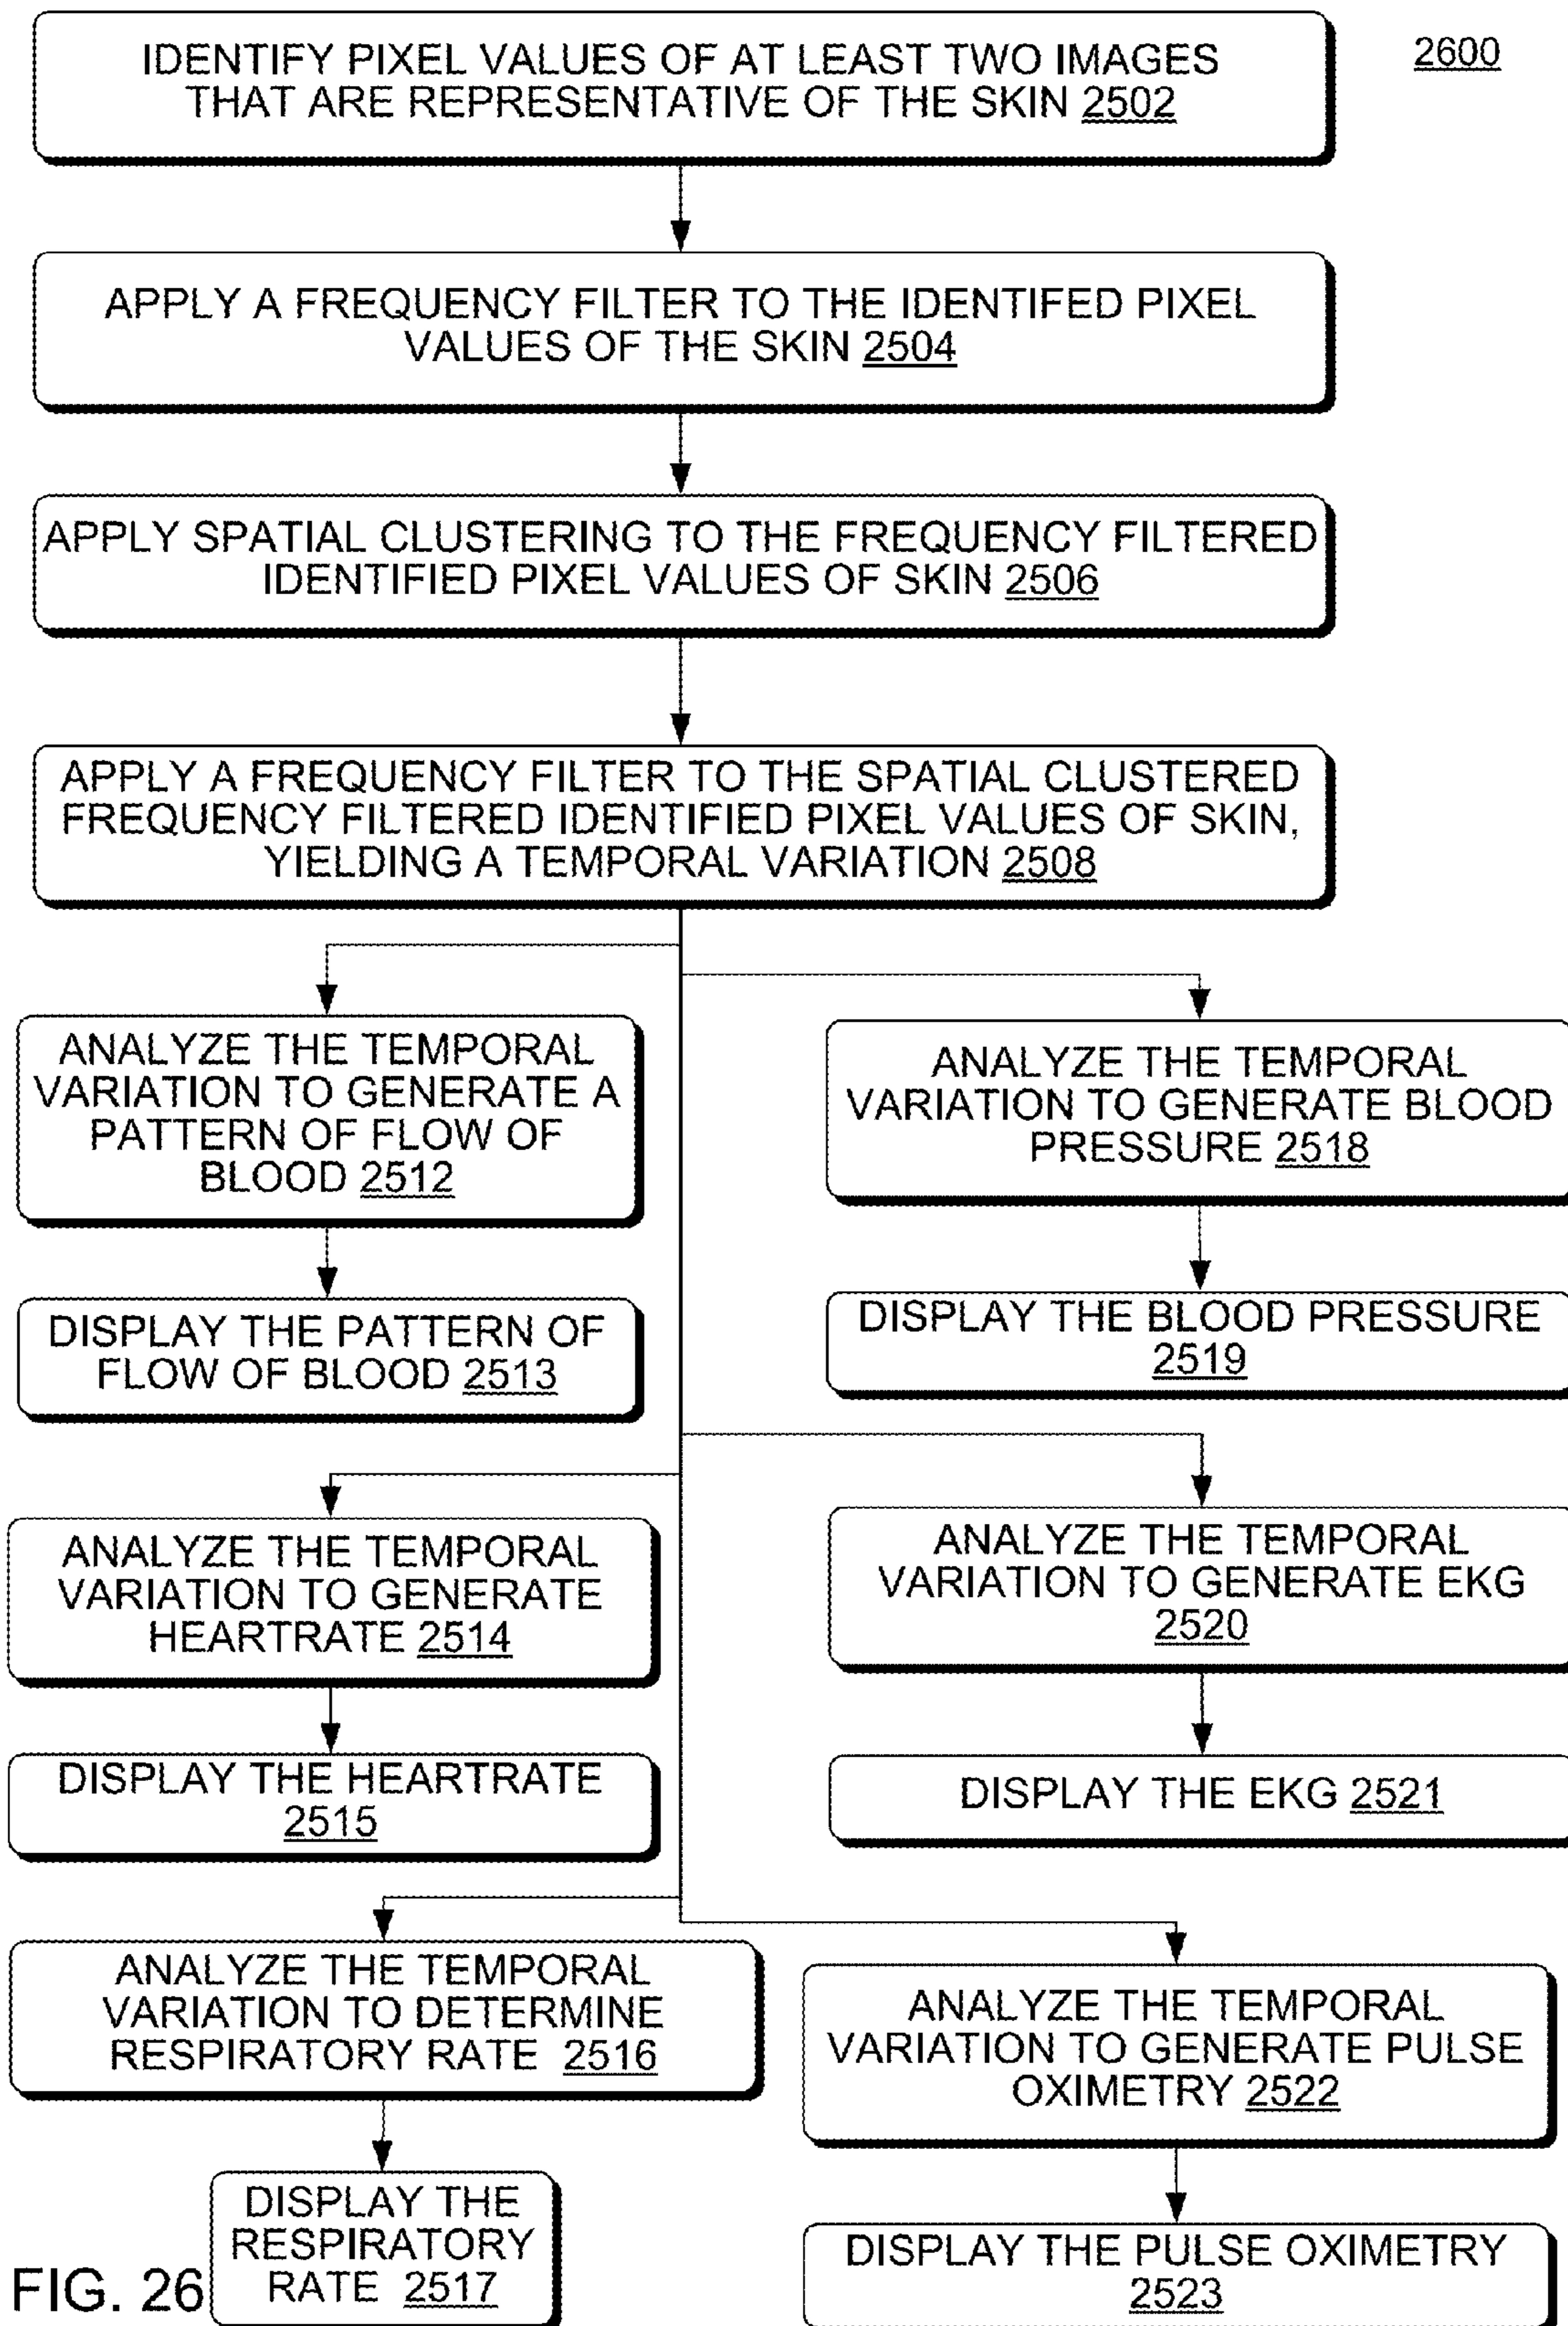 2600
IDENTIFY PIXEL VALUES OF AT LEAST TWO IMAGES
THAT ARE REPRESENTATIVE OF THE SKIN 2502
APPLY A FREQUENCY FILTER TO THE IDENTIFED PIXEL
VALUES OF THE SKIN 2504
APPLY SPATIAL CLUSTERING TO THE FREQUENCY FILTERED
IDENTIFIED PIXEL VALUES OF SKIN 2506
APPLY A FREQUENCY FILTER TO THE SPATIAL CLUSTERED
FREQUENCY FILTERED IDENTIFIED PIXEL VALUES OF SKIN,
YIELDING A TEMPORAL VARIATION 2508
ANALYZE THE TEMPORAL
VARIATION TO GENERATE A
PATTERN OF FLOW OF
BLOOD 2512
ANALYZE THE TEMPORAL
VARIATION TO GENERATE BLOOD
PRESSURE 2518
DISPLAY THE PATTERN OF
FLOW OF BLOOD 2513
DISPLAY THE BLOOD PRESSURE
2519
ANALYZE THE TEMPORAL
VARIATION TO GENERATE
HEARTRATE 2514
ANALYZE THE TEMPORAL
VARIATION TO GENERATE EKG
2520
DISPLAY THE HEARTRATE
2515
DISPLAY THE EKG 2521
ANALYZE THE TEMPORAL
VARIATION TO DETERMINE
RESPIRATORY RATE 2516
ANALYZE THE TEMPORAL
VARIATION TO GENERATE PULSE
OXIMETRY 2522
DISPLAY THE
RESPIRATORY
RATE 2517
DISPLAY THE PULSE OXIMETRY
2523
FIG. 26